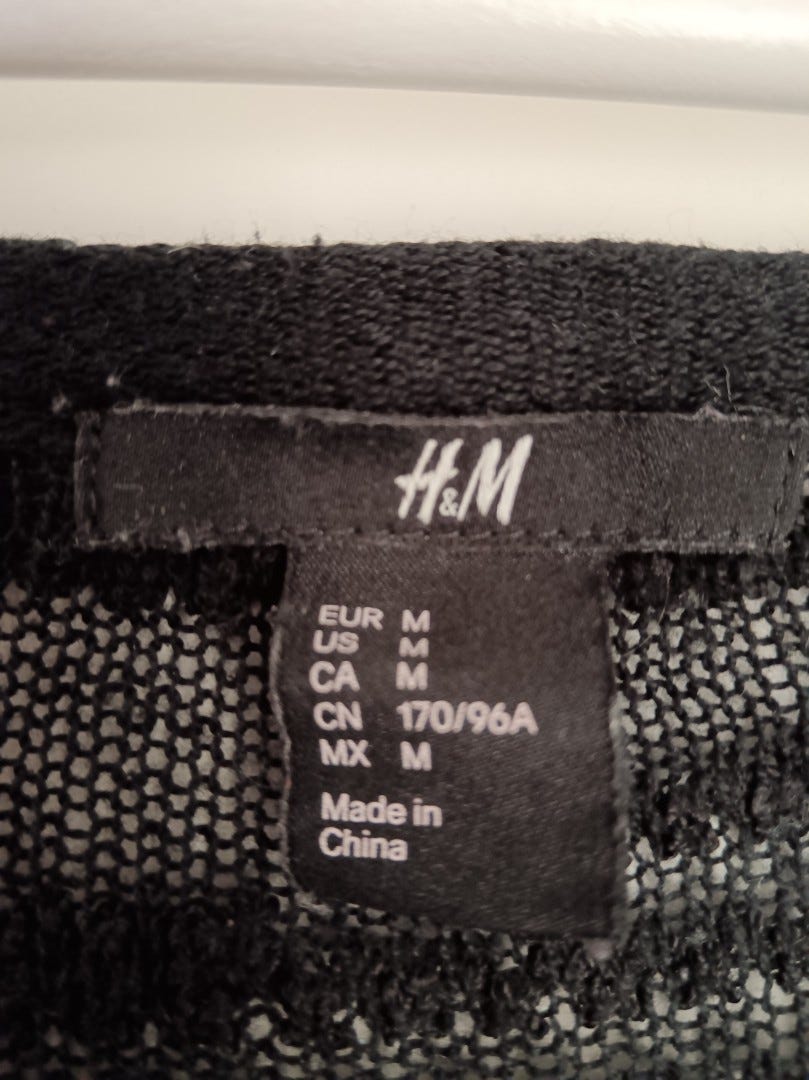 H&M
EUR M
US M
CA M
CN 170/96A
MX M
Made in
China